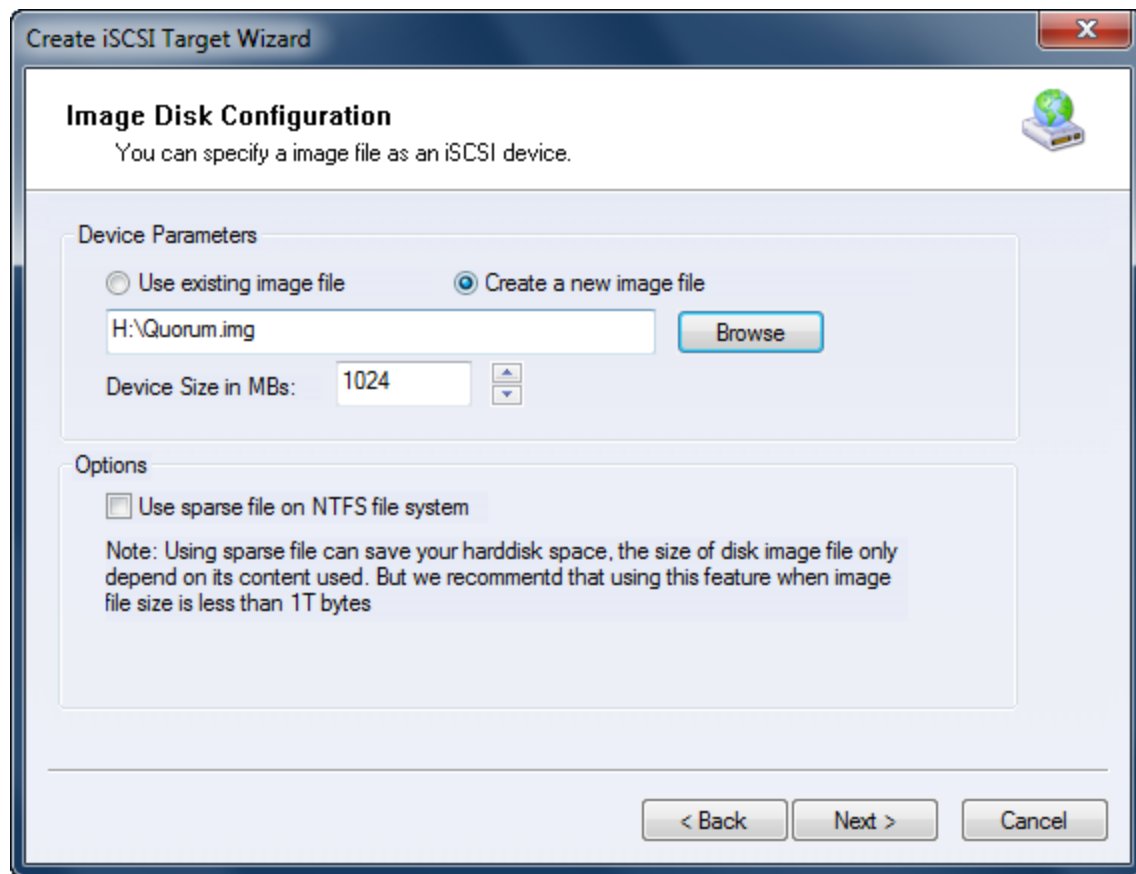 Create iSCSI Target Wizard
Image Disk Configuration
You can specify a image file as an iSCSI device.
Device Parameters
Use existing image file
Create a new image file
H:\Quorum.img
Browse
Device Size in MBs:
1024
Options
Use sparse file on NTFS file system
Note: Using sparse file can save your harddisk space, the size of disk image file only
depend on its content used. But we recommentd that using this feature when image
file size is less than 1T bytes
< Back
Next >
Cancel